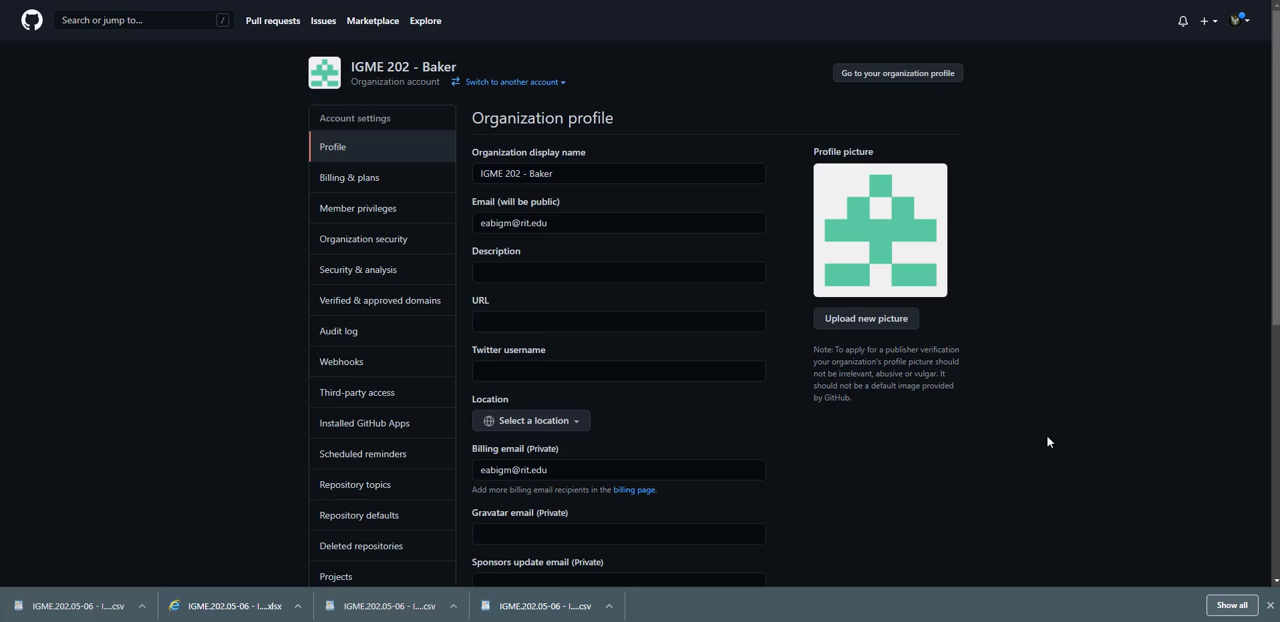 Search or jump to... /
Pull requests Issues Marketplace Explore
IGME 202 - Baker
Organization account Switch to another account
Go to your organization profile
Account settings
Profile
Billing & plans
Member privileges
Organization security
Security & analysis
Verified & approved domains
Audit log
Webhooks
Third-party access
Installed GitHub Apps
Scheduled reminders
Repository topics
Repository defaults
Deleted repositories
Projects
Organization profile
Organization display name
IGME 202 - Baker
Email (will be public)
eabigm@rit.edu
Description
URL
Twitter username
Location
Select a location
Billing email (Private)
eabigm@rit.edu
Add more billing email recipients in the billing page.
Gravatar email (Private)
Sponsors update email (Private)
Profile picture
Upload new picture
Note: To apply for a publisher verification
your organization's profile picture should
not be irrelevant, abusive or vulgar. It
should not be a default image provided
by GitHub.
IGME.202.05-06 - I....csv
IGME.202.05-06 - I....xlsx
IGME.202.05-06 - I....csv
IGME.202.05-06 - I....csv
Show all